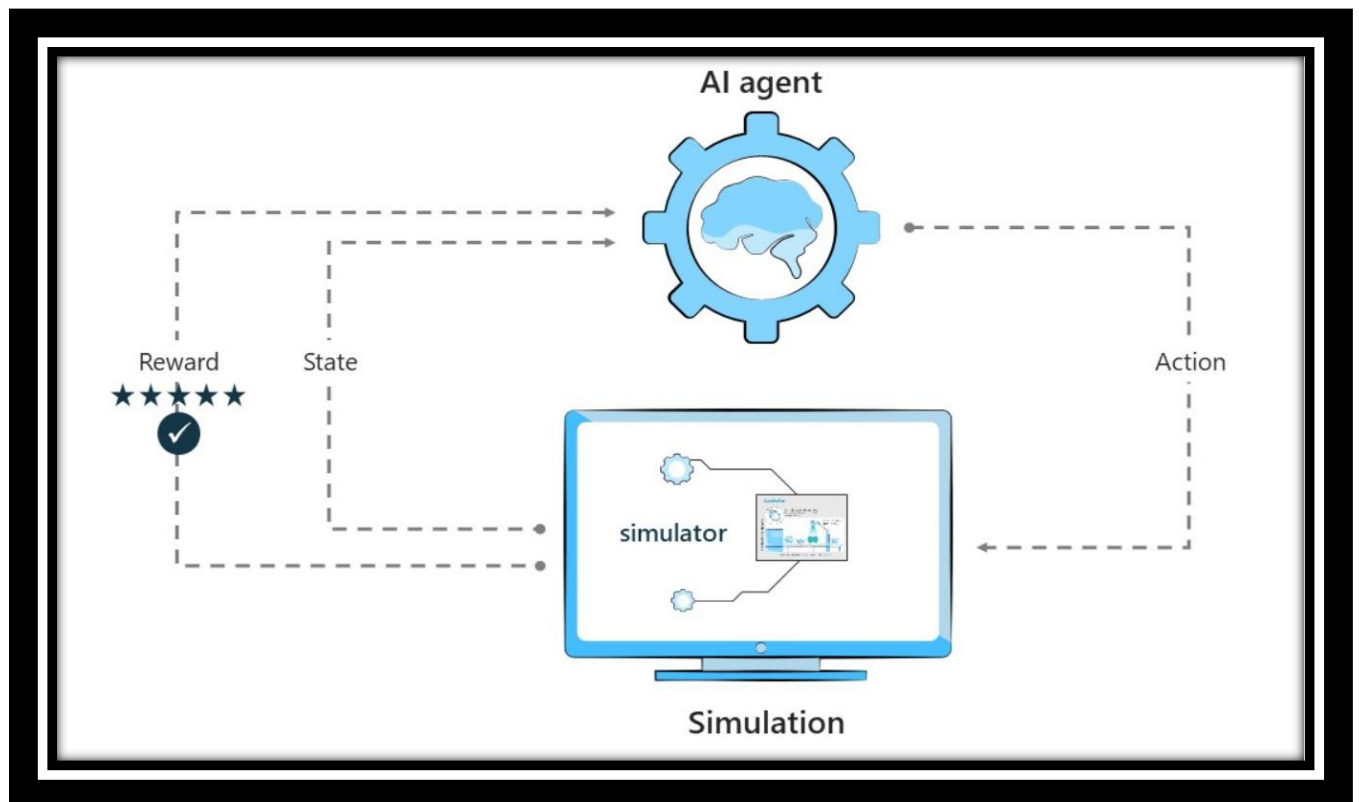 AI agent
Reward
State
Action
simulator
Simulation